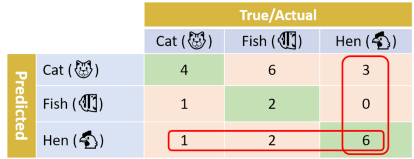 True/Actual
Cat (🐱) Fish (🐠) Hen (🐔)
Predicted
Cat (🐱) 4 6 3
Fish (🐠) 1 2 0
Hen (🐔) 1 2 6